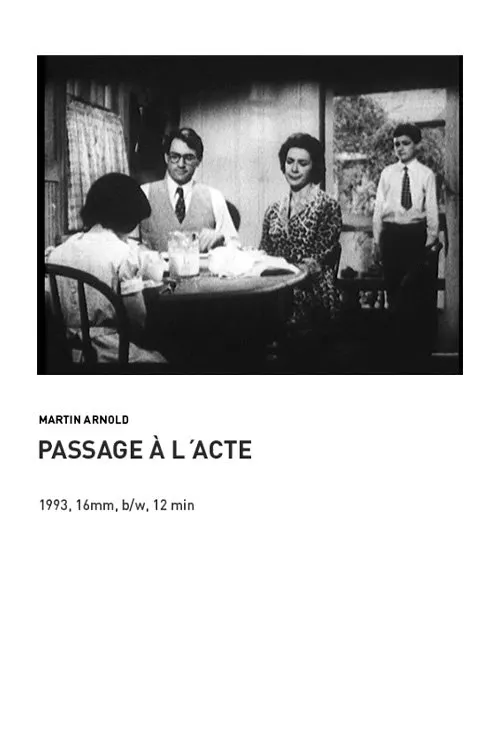 MARTIN ARNOLD
PASSAGE À L´ACTE
1993, 16mm, b/w, 12 min